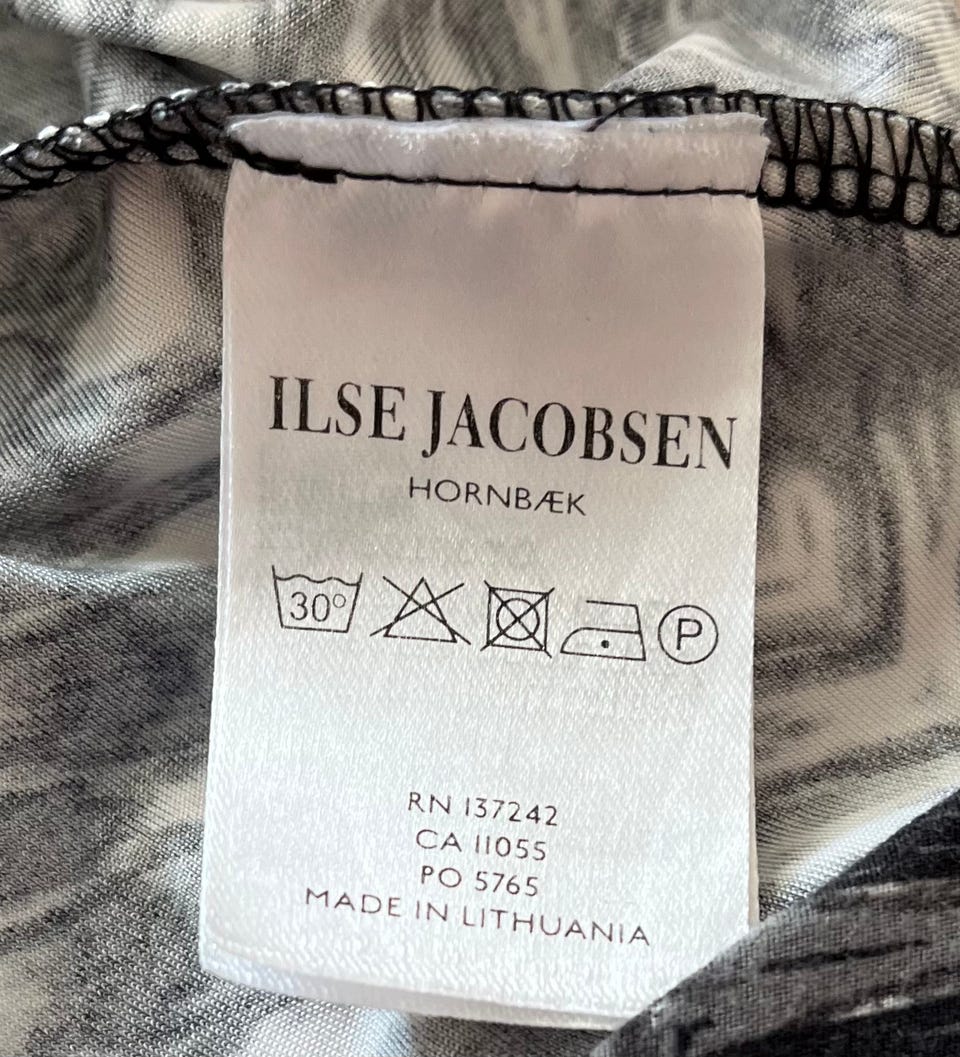 ILSE JACOBSEN
HORNBÆK
30°
P
RN 137242
CA 11055
PO 5765
MADE IN LITHUANIA